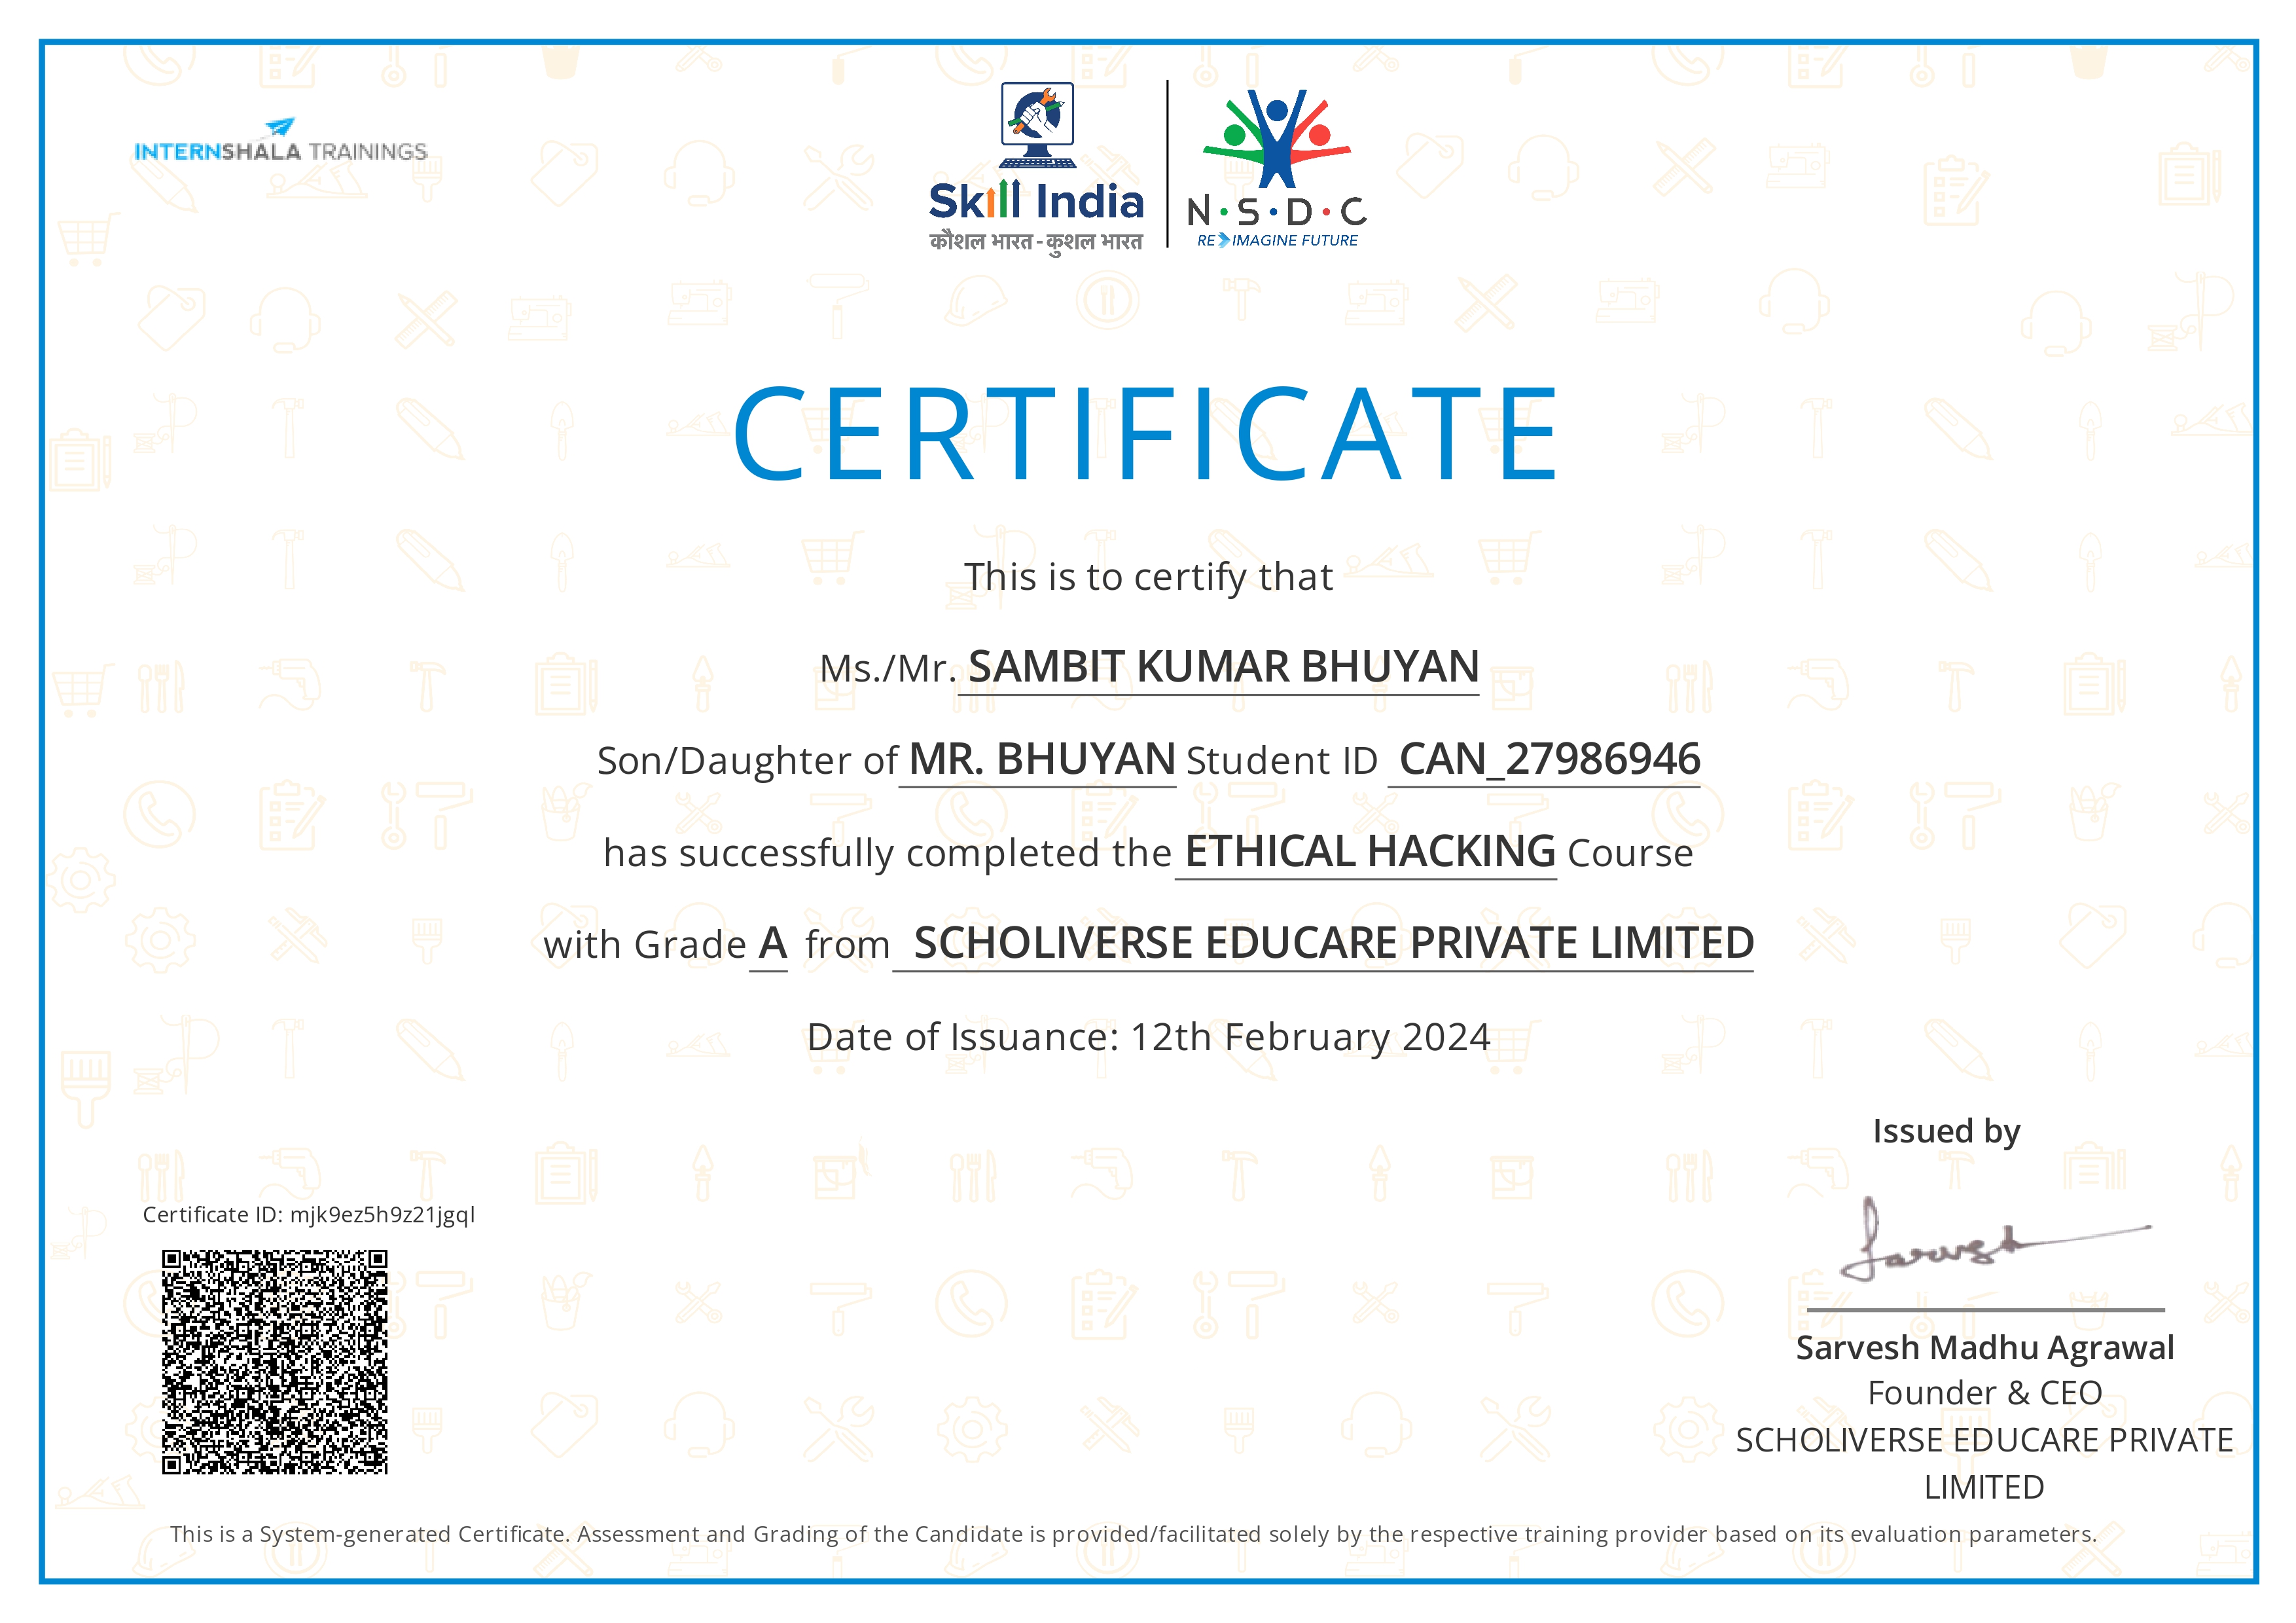 INTERNSHALA TRAININGS
Skill India
कौशल भारत - कुशल भारत
N·S·D·C
RE IMAGINE FUTURE
CERTIFICATE
This is to certify that
Ms./Mr. SAMBIT KUMAR BHUYAN
Son/Daughter of MR. BHUYAN Student ID CAN_27986946
has successfully completed the ETHICAL HACKING Course
with Grade A from SCHOLIVERSE EDUCARE PRIVATE LIMITED
Date of Issuance: 12th February 2024
Issued by
Certificate ID: mjk9ez5h9z21jgql
Sarvesh
Sarvesh Madhu Agrawal
Founder & CEO
SCHOLIVERSE EDUCARE PRIVATE
LIMITED
This is a System-generated Certificate. Assessment and Grading of the Candidate is provided/facilitated solely by the respective training provider based on its evaluation parameters.